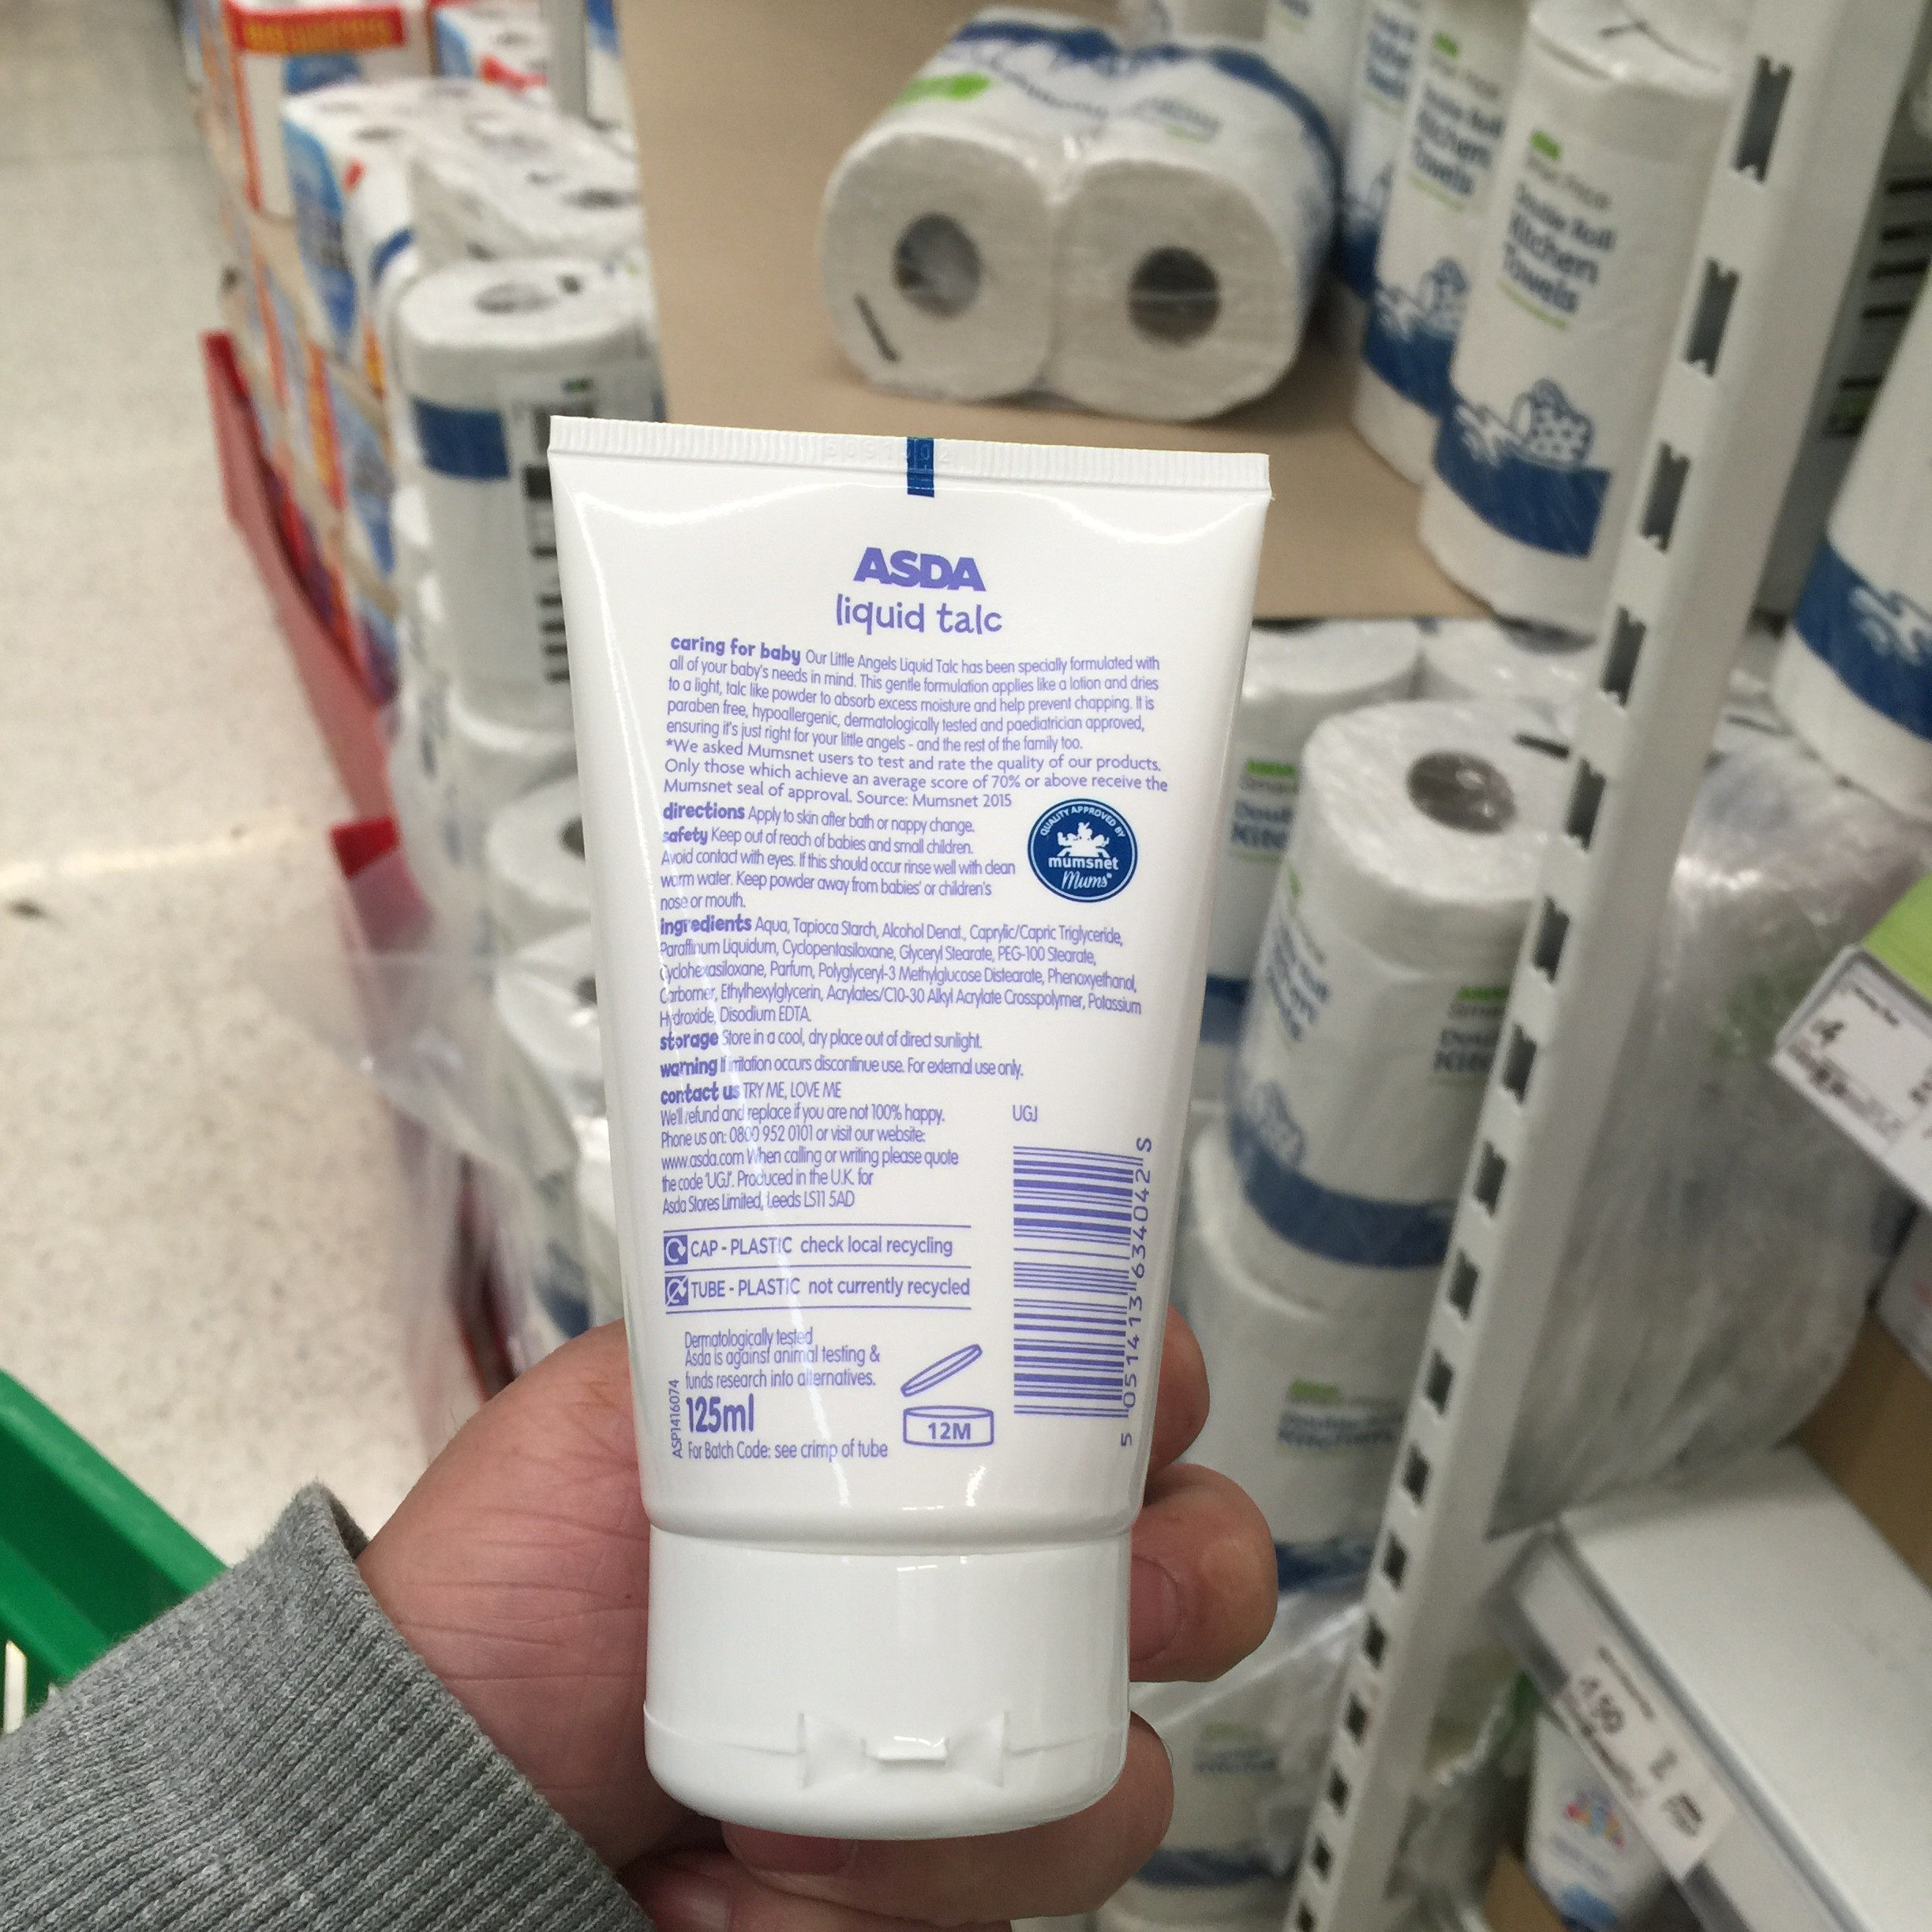 Double Roll
Kitchen
Towels
Kitchen
Towels
ASDA
liquid talc
caring for baby Our Little Angels Liquid Talc has been specially formulated with
all of your baby's needs in mind. This gentle formulation applies like a lotion and dries
to a light, talc like powder to absorb excess moisture and help prevent chapping. It is
paraben free, hypoallergenic, dermatologically tested and paediatrician approved,
ensuring it's just right for your little angels - and the rest of the family too.
*We asked Mumsnet users to test and rate the quality of our products.
Only those which achieve an average score of 70% or above receive the
Mumsnet seal of approval. Source: Mumsnet 2015
directions Apply to skin after bath or nappy change.
safety Keep out of reach of babies and small children.
Avoid contact with eyes. If this should occur rinse well with clean
warm water. Keep powder away from babies' or children's
nose or mouth.
QUALITY APPROVED BY
mumsnet
Mums*
ingredients Aqua, Tapioca Starch, Alcohol Denat., Caprylic/Capric Triglyceride,
Paraffinum Liquidum, Cyclopentasiloxane, Glyceryl Stearate, PEG-100 Stearate,
Cyclohexasiloxane, Parfum, Polyglyceryl-3 Methylglucose Distearate, Phenoxyethanol,
Carbomer, Ethylhexylglycerin, Acrylates/C10-30 Alkyl Acrylate Crosspolymer, Potassium
Hydroxide, Disodium EDTA.
storage Store in a cool, dry place out of direct sunlight.
warning If irritation occurs discontinue use. For external use only.
contact us TRY ME, LOVE ME
We'll refund and replace if you are not 100% happy.
Phone us on: 0800 952 0101 or visit our website:
www.asda.com When calling or writing please quote
the code 'UGJ'. Produced in the U.K. for
Asda Stores Limited, Leeds LS11 5AD
UGJ
CAP - PLASTIC check local recycling
TUBE - PLASTIC not currently recycled
Dermatologically tested
Asda is against animal testing &
funds research into alternatives.
125ml
For Batch Code: see crimp of tube
ASP1416074
12M
5 051413 634042 S